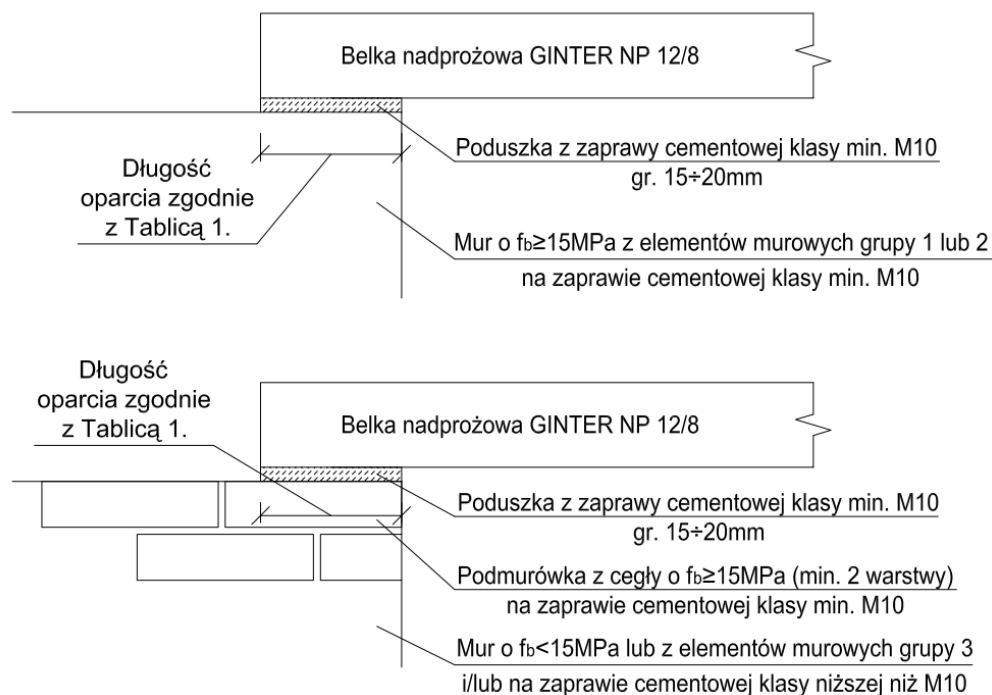 Belka nadprożowa GINTER NP 12/8
Poduszka z zaprawy cementowej klasy min. M10
gr. 15÷20mm
Długość
oparcia zgodnie
z Tablicą 1.
Mur o fb≥15MPa z elementów murowych grupy 1 lub 2
na zaprawie cementowej klasy min. M10
Długość
oparcia zgodnie
z Tablicą 1.
Belka nadprożowa GINTER NP 12/8
Poduszka z zaprawy cementowej klasy min. M10
gr. 15÷20mm
Podmurówka z cegły o fb≥15MPa (min. 2 warstwy)
na zaprawie cementowej klasy min. M10
Mur o fb<15MPa lub z elementów murowych grupy 3
i/lub na zaprawie cementowej klasy niższej niż M10